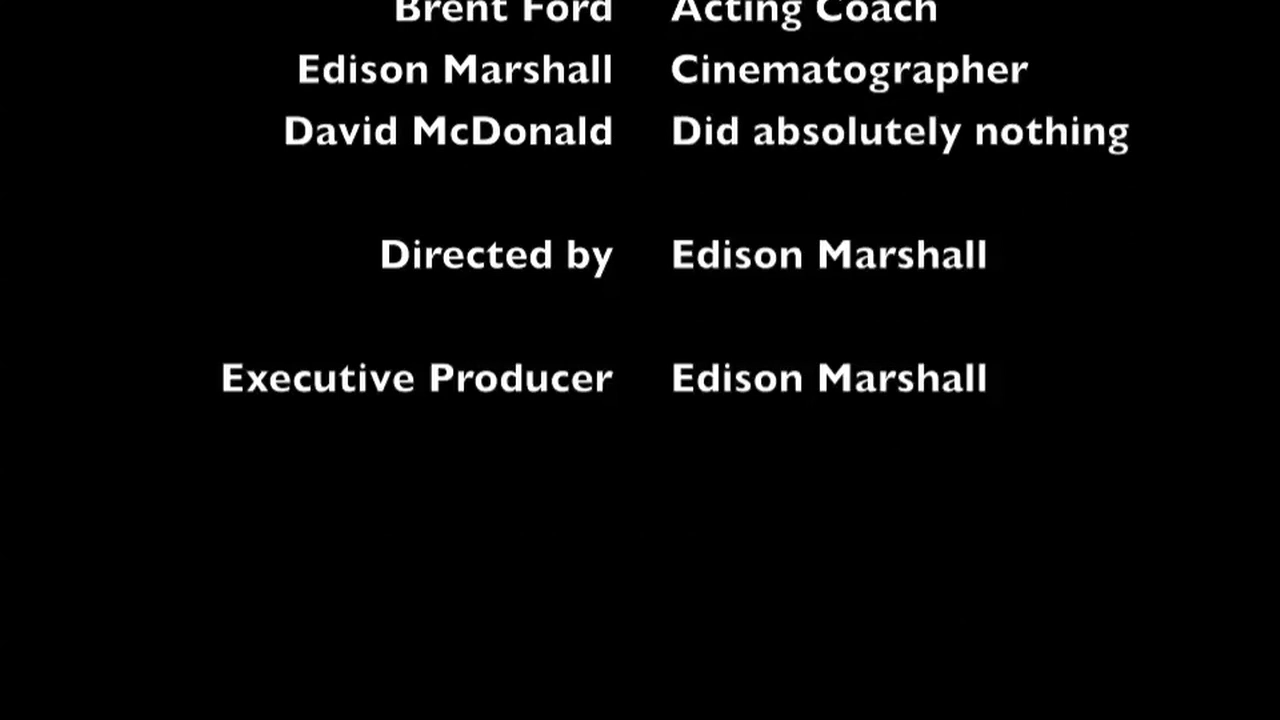 Brent Ford Acting Coach
Edison Marshall Cinematographer
David McDonald Did absolutely nothing
Directed by Edison Marshall
Executive Producer Edison Marshall